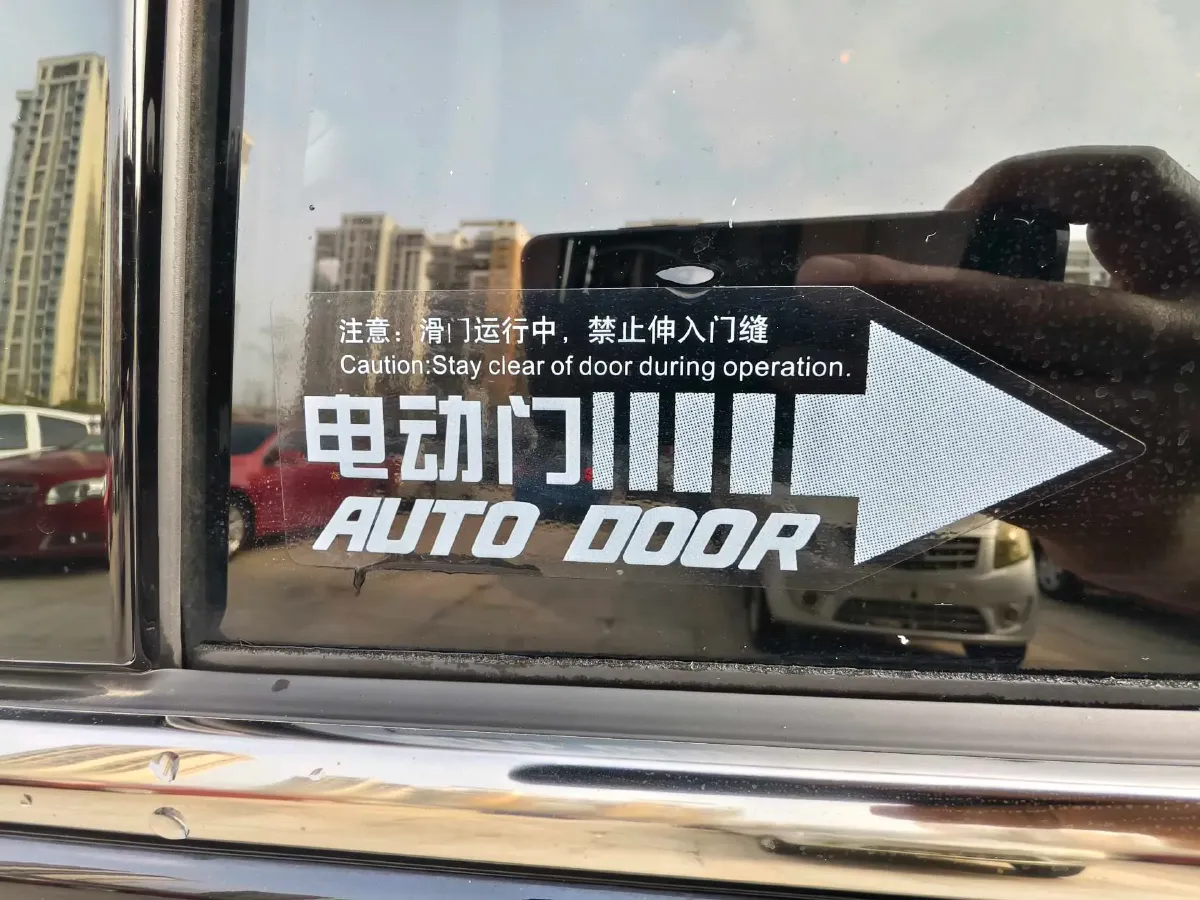 注意：滑门运行中，禁止伸入门缝
Caution:Stay clear of door during operation.
电动门
AUTO DOOR